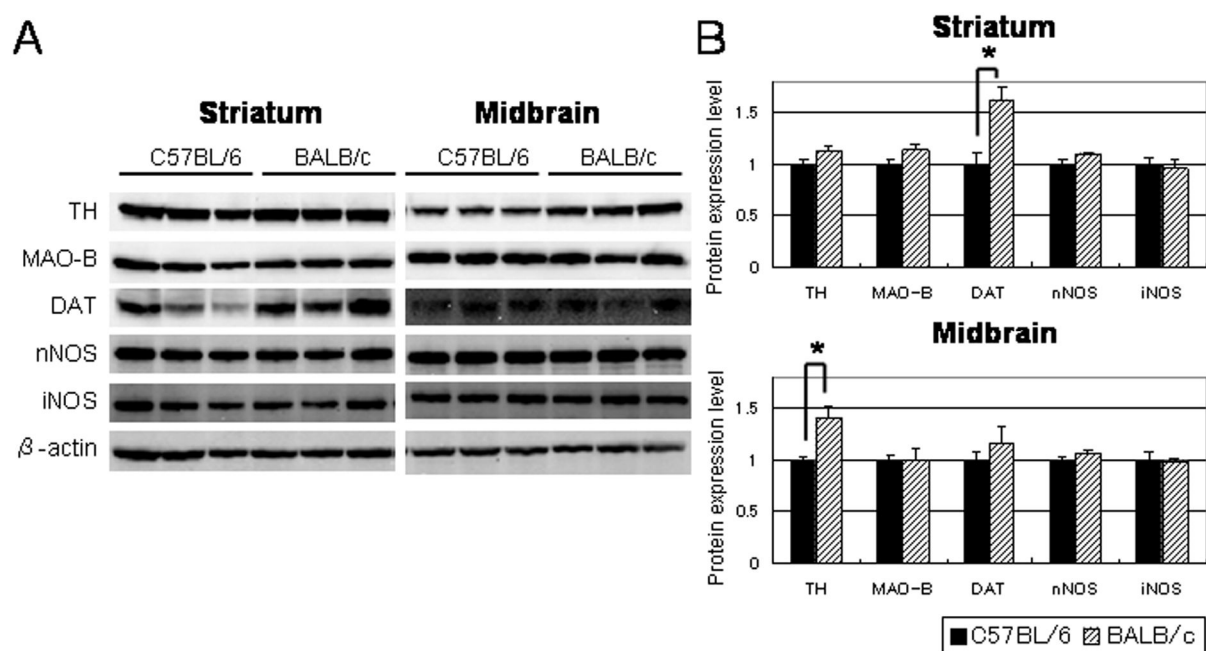 A
Striatum Midbrain
C57BL/6 BALB/c C57BL/6 BALB/c
TH
MAO-B
DAT
nNOS
iNOS
β-actin
B
Striatum
*
Protein expression level
1.5
1
0.5
0
TH MAO-B DAT nNOS iNOS
Midbrain
*
Protein expression level
1.5
1
0.5
0
TH MAO-B DAT nNOS iNOS
C57BL/6 BALB/c